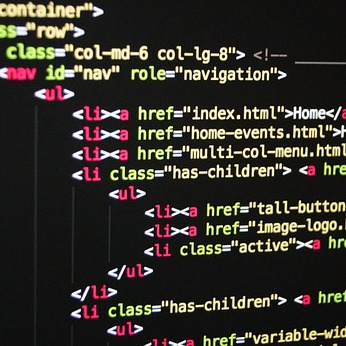 container">
ss="row">
class="col-md-6 col-lg-8"> <!--
<nav id="nav" role="navigation">
<ul>
<li><a href="index.html">Home</a
<li><a href="home-events.html">H
<li><a href="multi-col-menu.html
<li class="has-children"> <a hre
<ul>
<li><a href="tall-button
<li><a href="image-logo.h
<li class="active"><a hr
</ul>
</li>
<li class="has-children"> <a href
<ul>
<li><a href="variable-wid